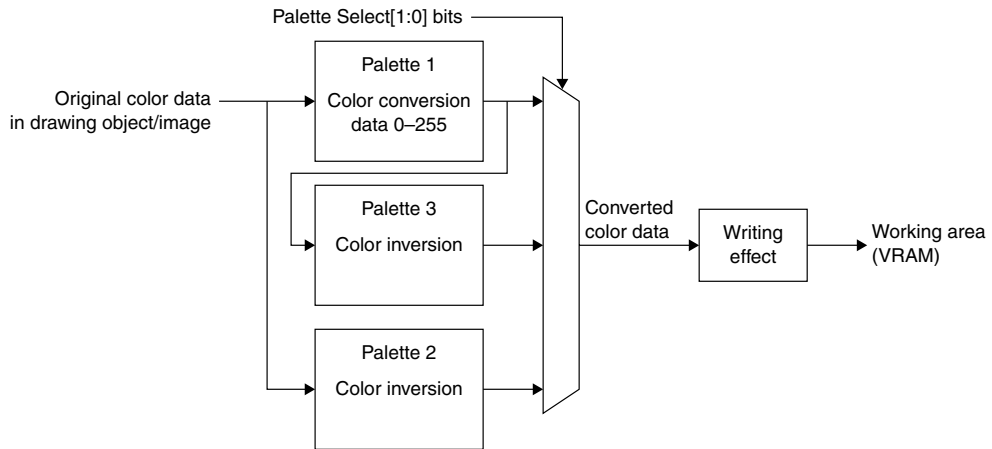 Palette Select[1:0] bits
Palette 1
Color conversion
data 0–255
Original color data
in drawing object/image
Palette 3
Color inversion
Converted
color data
Writing
effect
Working area
(VRAM)
Palette 2
Color inversion